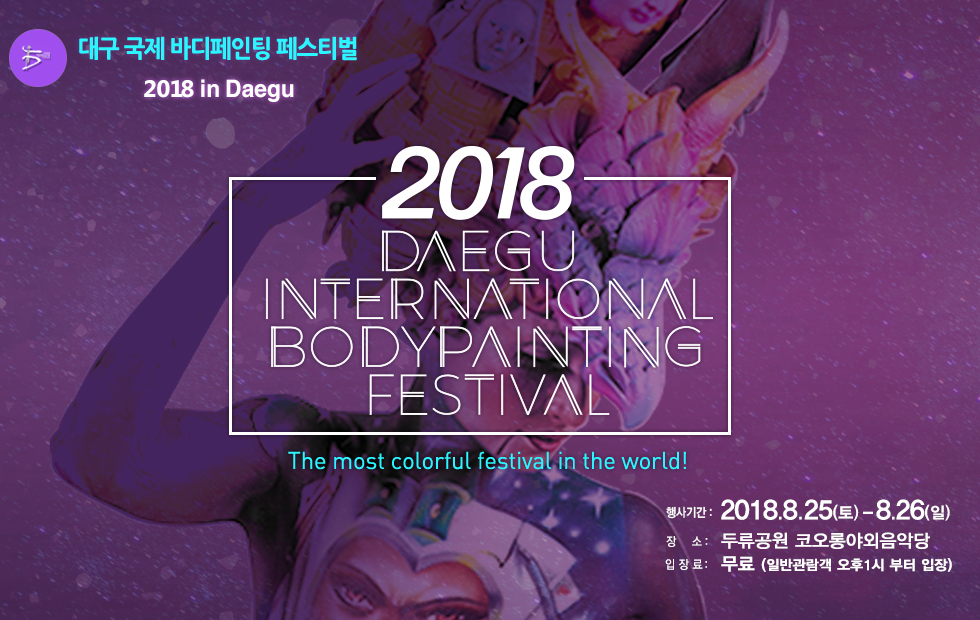 대구 국제 바디페인팅 페스티벌
2018 in Daegu
2018
DAEGU
INTERNATIONAL
BODYPAINTING
FESTIVAL
The most colorful festival in the world!
행사기간 : 2018.8.25(토) – 8.26(일)
장 소 : 두류공원 코오롱야외음악당
입장료 : 무료 (일반관람객 오후1시 부터 입장)